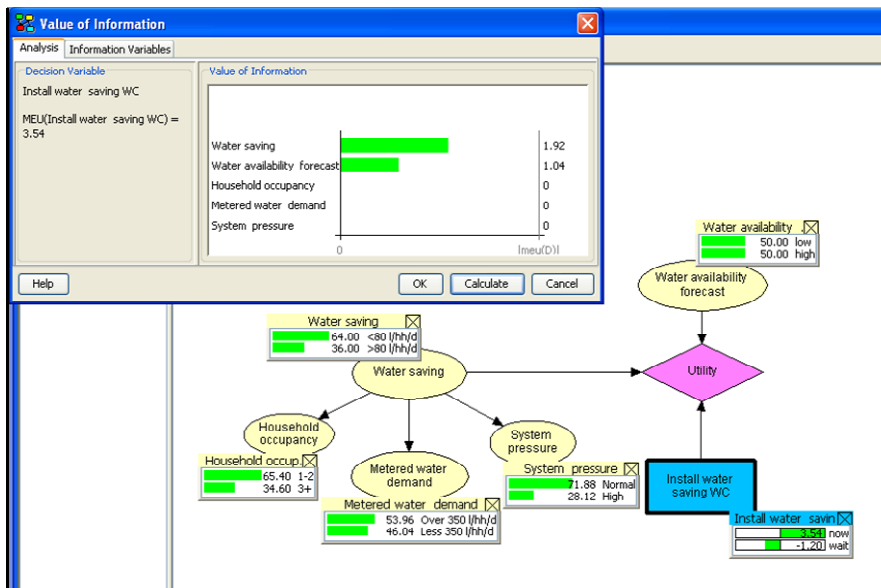 Value of Information
Analysis
Information Variables
Decision Variable
Install water saving WC
MEU(Install water saving WC) =
3.54
Value of Information
Water saving
1.92
Water availability forecast
1.04
Household occupancy
0
Metered water demand
0
System pressure
0
0
|meu(D)|
Help
OK
Calculate
Cancel
Water availability .
50.00 low
50.00 high
Water availability
forecast
Water saving
64.00 <80 l/hh/d
36.00 >80 l/hh/d
Water saving
Utility
Household
occupancy
Household occup.
65.40 1-2
34.60 3+
System
pressure
System pressure
71.88 Normal
28.12 High
Metered water
demand
Metered water demand
53.96 Over 350 l/hh/d
46.04 Less 350 l/hh/d
Install water
saving WC
Install water savin
3.54 now
-1.20 wait